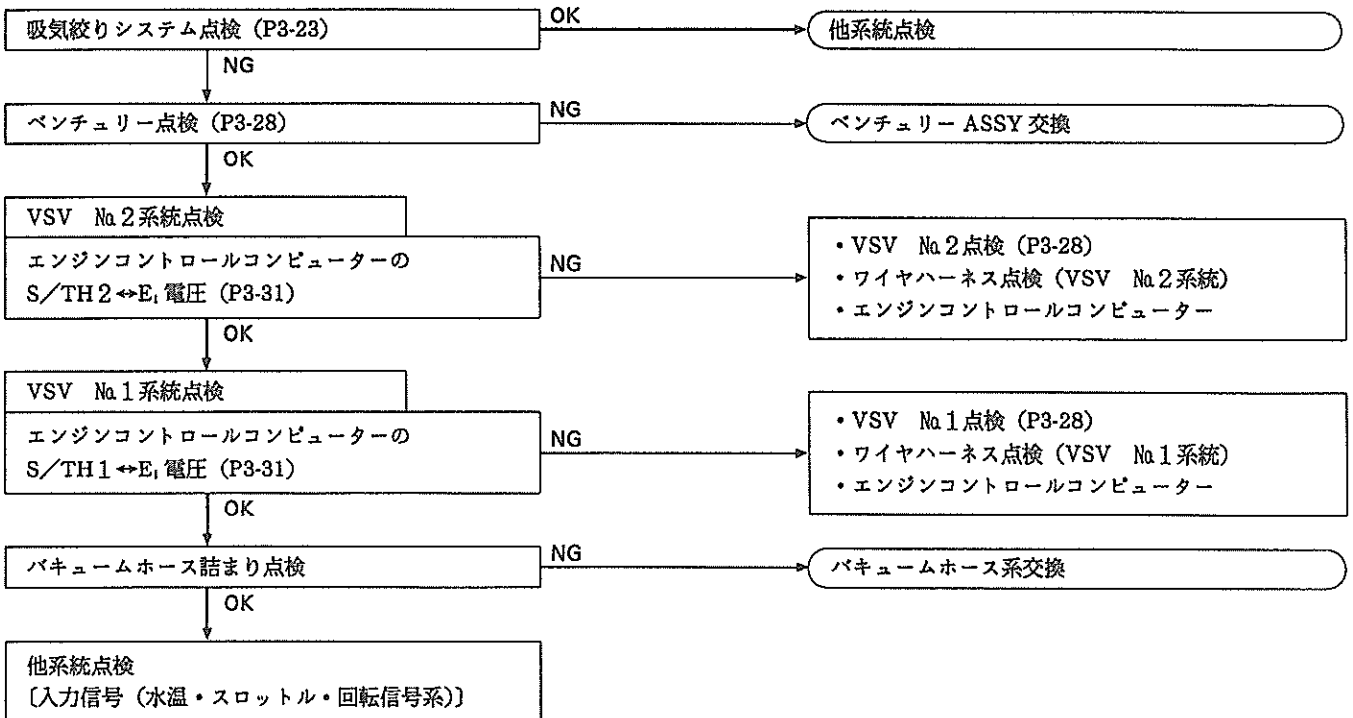 吸気絞りシステム点検（P3-23）
OK
他系統点検
NG
ベンチュリー点検（P3-28）
NG
ベンチュリー ASSY 交換
OK
VSV　№2系統点検
エンジンコントロールコンピューターの
S／TH2↔E₁電圧（P3-31）
NG
・VSV　№2点検（P3-28）
・ワイヤハーネス点検（VSV　№2系統）
・エンジンコントロールコンピューター
OK
VSV　№1系統点検
エンジンコントロールコンピューターの
S／TH1↔E₁電圧（P3-31）
NG
・VSV　№1点検（P3-28）
・ワイヤハーネス点検（VSV　№1系統）
・エンジンコントロールコンピューター
OK
バキュームホース詰まり点検
NG
バキュームホース系交換
OK
他系統点検
〔入力信号（水温・スロットル・回転信号系）〕